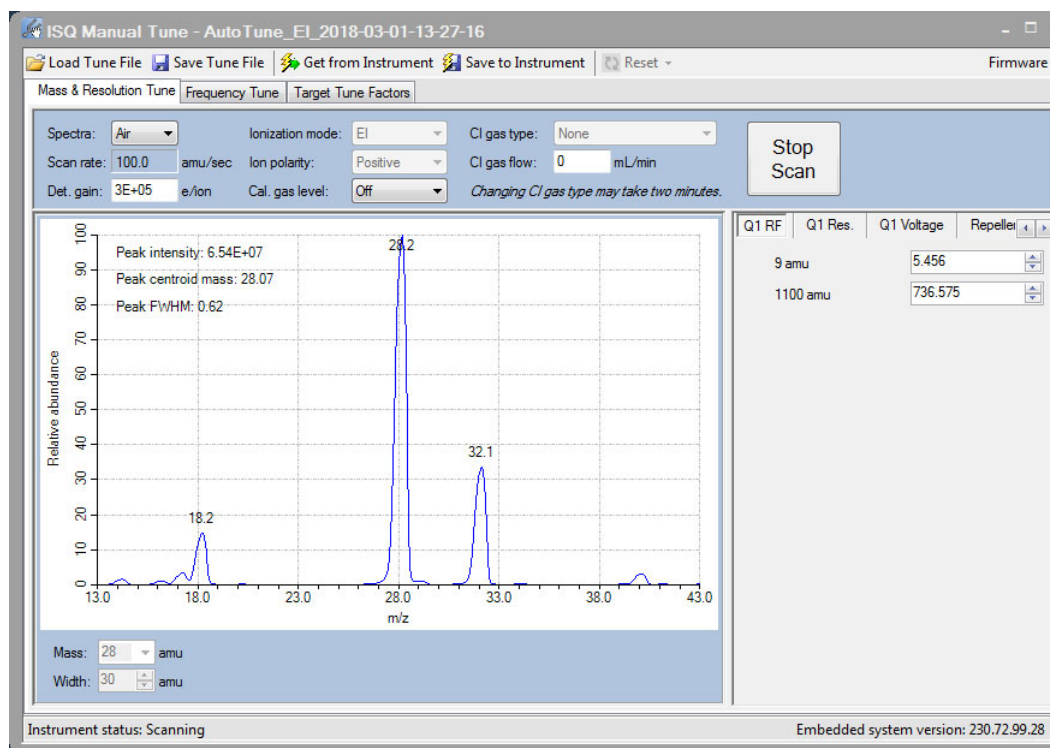 ISQ Manual Tune - AutoTune_EI_2018-03-01-13-27-16
Load Tune File Save Tune File Get from Instrument Save to Instrument Reset Firmware
Mass & Resolution Tune Frequency Tune Target Tune Factors
Spectra: Air Ionization mode: EI CI gas type: None
Scan rate: 100.0 amu/sec Ion polarity: Positive CI gas flow: 0 mL/min
Det. gain: 3E+05 e/ion Cal. gas level: Off Changing CI gas type may take two minutes.
Stop
Scan
Q1 RF Q1 Res. Q1 Voltage Repeller
9 amu 5.456
1100 amu 736.575
Peak intensity: 6.54E+07
Peak centroid mass: 28.07
Peak FWHM: 0.62
28.2
32.1
18.2
Relative abundance
100
90
80
70
60
50
40
30
20
10
0
13.0 18.0 23.0 28.0 33.0 38.0 43.0
m/z
Mass: 28 amu
Width: 30 amu
Instrument status: Scanning Embedded system version: 230.72.99.28